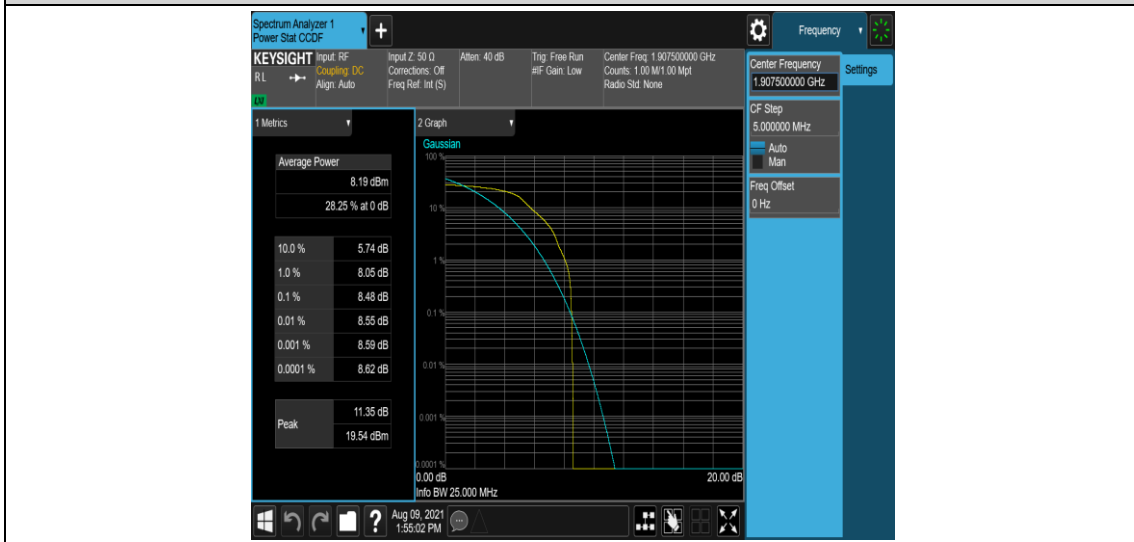 Spectrum Analyzer 1
Power Stat CCDF
+
Frequency
KEYSIGHT
RL
LXI
Input: RF
Coupling: DC
Align: Auto
Input Z: 50 Ω
Corrections: Off
Freq Ref: Int (S)
Atten: 40 dB
Trig: Free Run
#IF Gain: Low
Center Freq: 1.907500000 GHz
Counts: 1.00 M/1.00 Mpt
Radio Std: None
Center Frequency
1.907500000 GHz
Settings
CF Step
5.000000 MHz
Auto
Man
Freq Offset
0 Hz
1 Metrics
Average Power
8.19 dBm
28.25 % at 0 dB
10.0 % 5.74 dB
1.0 % 8.05 dB
0.1 % 8.48 dB
0.01 % 8.55 dB
0.001 % 8.59 dB
0.0001 % 8.62 dB
Peak
11.35 dB
19.54 dBm
2 Graph
Gaussian
100 %
10 %
1 %
0.1 %
0.01 %
0.001 %
0.0001 %
0.00 dB 20.00 dB
Info BW 25.000 MHz
?
Aug 09, 2021
1:55:02 PM